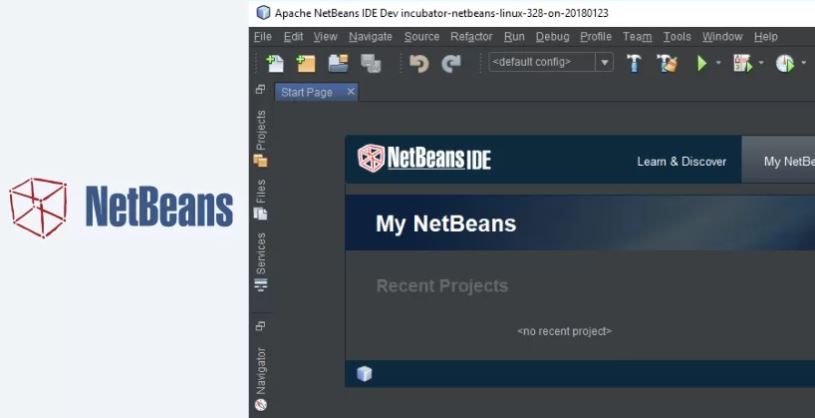 NetBeans
Apache NetBeans IDE Dev incubator-netbeans-linux-328-on-20180123
File Edit View Navigate Source Refactor Run Debug Profile Team Tools Window Help
<default config>
Start Page
Projects
Files
Services
Navigator
NetBeans IDE
Learn & Discover
My NetBe
My NetBeans
Recent Projects
<no recent project>